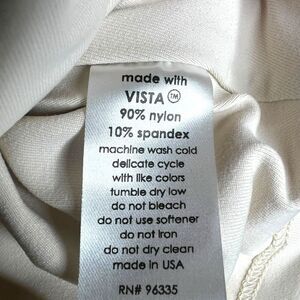 made with
VISTA™
90% nylon
10% spandex
machine wash cold
delicate cycle
with like colors
tumble dry low
do not bleach
do not use softener
do not iron
do not dry clean
made in USA
RN# 96335